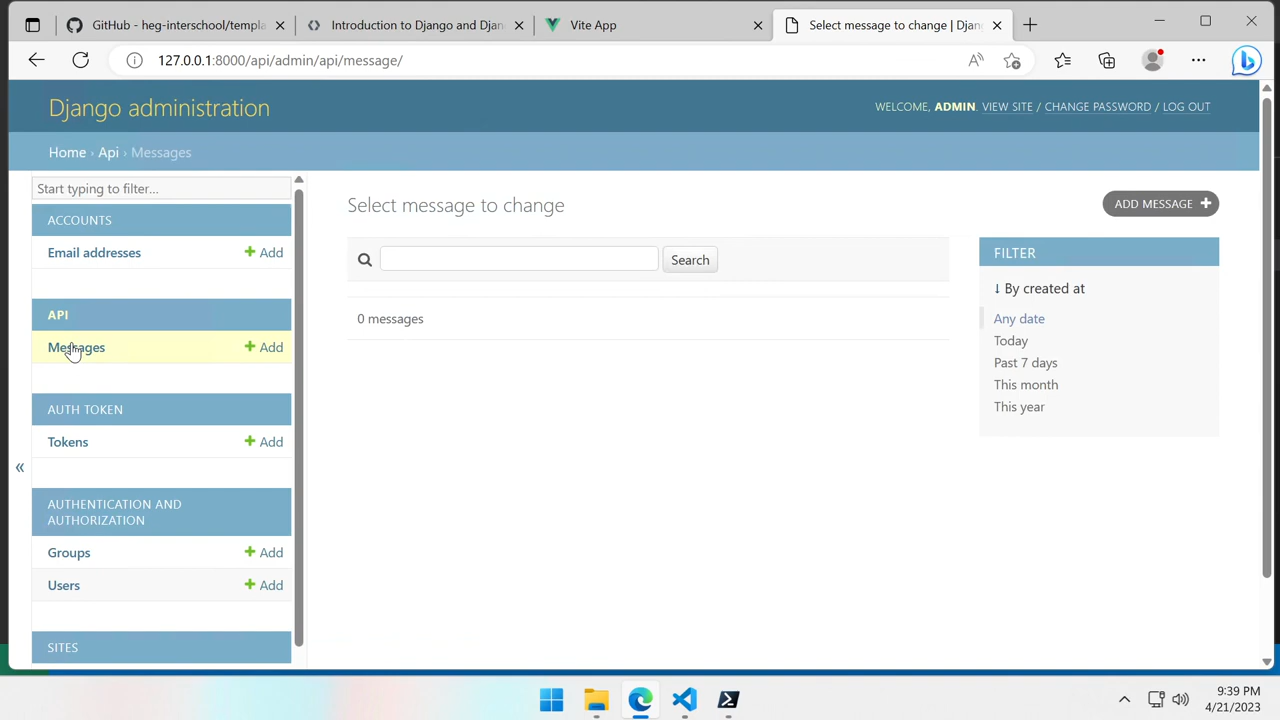 GitHub - heg-interschool/templa
Introduction to Django and Djan
Vite App
Select message to change | Djang
127.0.0.1:8000/api/admin/api/message/
Django administration
WELCOME, ADMIN. VIEW SITE / CHANGE PASSWORD / LOG OUT
Home › Api › Messages
Start typing to filter...
ACCOUNTS
Email addresses + Add
API
Messages + Add
AUTH TOKEN
Tokens + Add
AUTHENTICATION AND
AUTHORIZATION
Groups + Add
Users + Add
SITES
«
Select message to change
ADD MESSAGE +
Search
0 messages
FILTER
↓ By created at
Any date
Today
Past 7 days
This month
This year
9:39 PM
4/21/2023